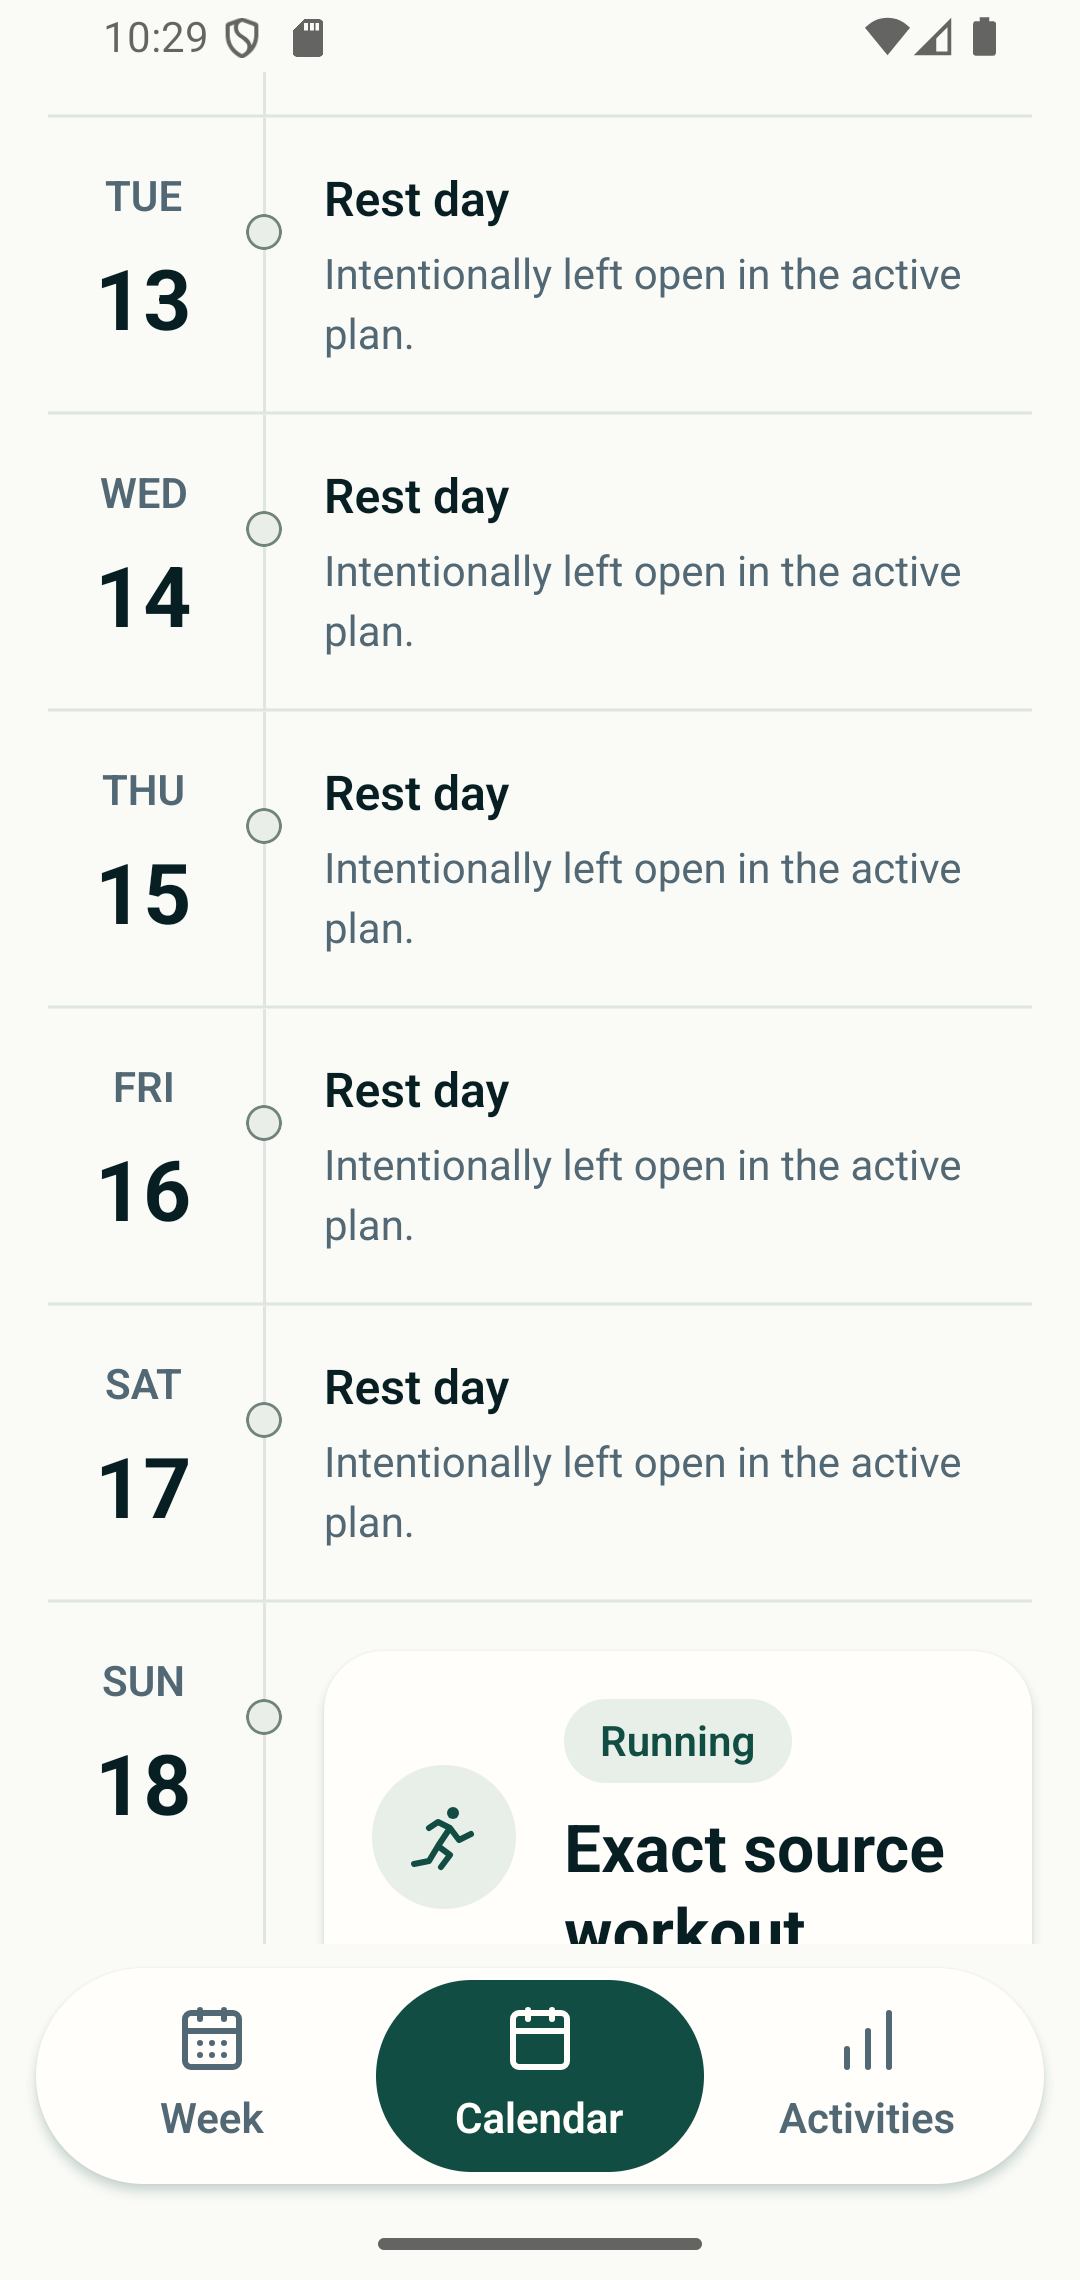 10:29
TUE
13
Rest day
Intentionally left open in the active
plan.
WED
14
Rest day
Intentionally left open in the active
plan.
THU
15
Rest day
Intentionally left open in the active
plan.
FRI
16
Rest day
Intentionally left open in the active
plan.
SAT
17
Rest day
Intentionally left open in the active
plan.
SUN
18
Running
Exact source
workout
Week
Calendar
Activities